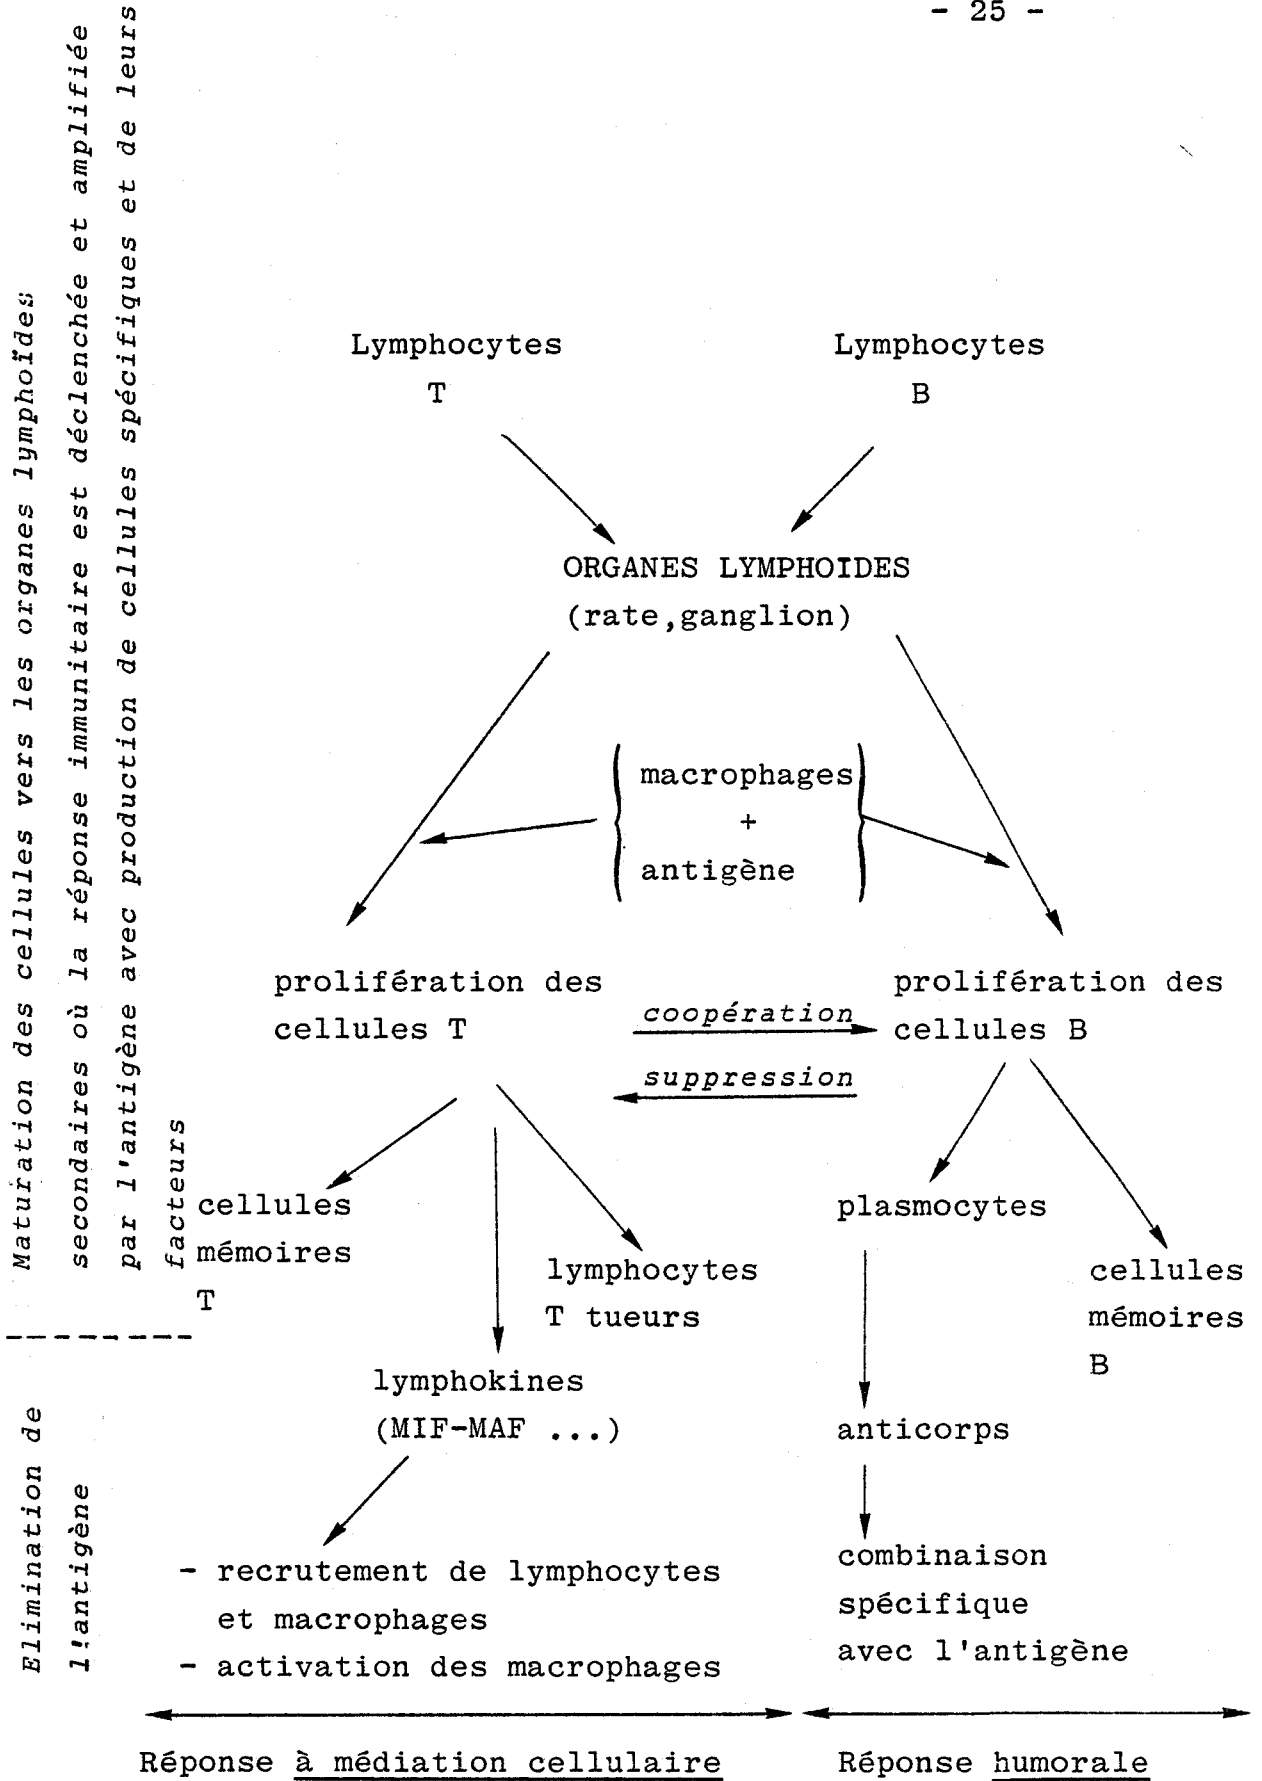 - 25 -
Maturation des cellules vers les organes lymphoïdes
secondaires où la réponse immunitaire est déclenchée et amplifiée
par l'antigène avec production de cellules spécifiques et de leurs
facteurs
Lymphocytes
T
Lymphocytes
B
ORGANES LYMPHOIDES
(rate,ganglion)
macrophages
+
antigène
prolifération des
cellules T
coopération
suppression
prolifération des
cellules B
cellules
mémoires
T
lymphocytes
T tueurs
plasmocytes
cellules
mémoires
B
Elimination de
l'antigène
lymphokines
(MIF-MAF ...)
anticorps
- recrutement de lymphocytes
et macrophages
- activation des macrophages
combinaison
spécifique
avec l'antigène
Réponse à médiation cellulaire
Réponse humorale